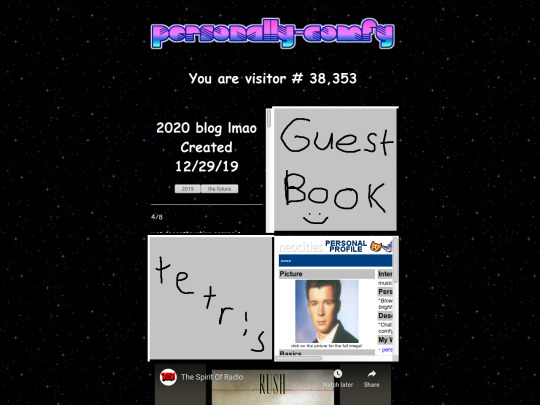 personally-comfy
You are visitor # 38,353
2020 blog lmao
Created
12/29/19
2019 the future
4/8
Guest
Book
tetris
neocities PERSONAL PROFILE
Picture
click on the picture for the full image!
Basics
Inter
music
Pers
"Blow
bright
Desc
"Chat
comfy
My W
- pers
The Spirit Of Radio
RUSH
Watch later
Share